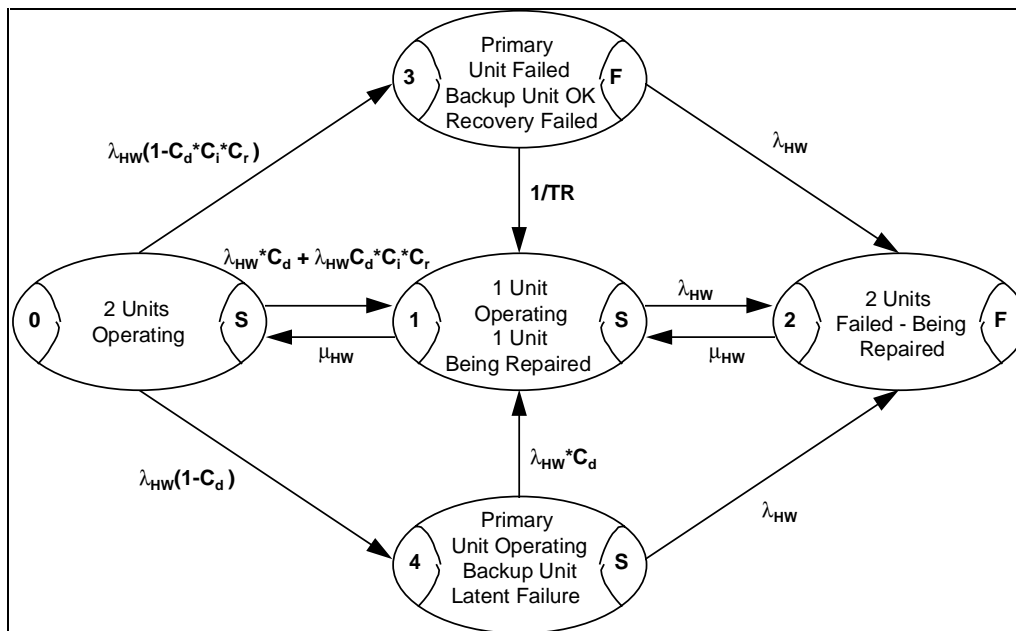 Primary
Unit Failed
Backup Unit OK
Recovery Failed
3
F
λHW(1-Cd*Ci*Cr)
λHW
1/TR
λHW*Cd + λHWCd*Ci*Cr
0
2 Units
Operating
S
μHW
1
1 Unit
Operating
1 Unit
Being Repaired
S
λHW
μHW
2
2 Units
Failed - Being
Repaired
F
λHW(1-Cd)
λHW*Cd
λHW
4
Primary
Unit Operating
Backup Unit
Latent Failure
S